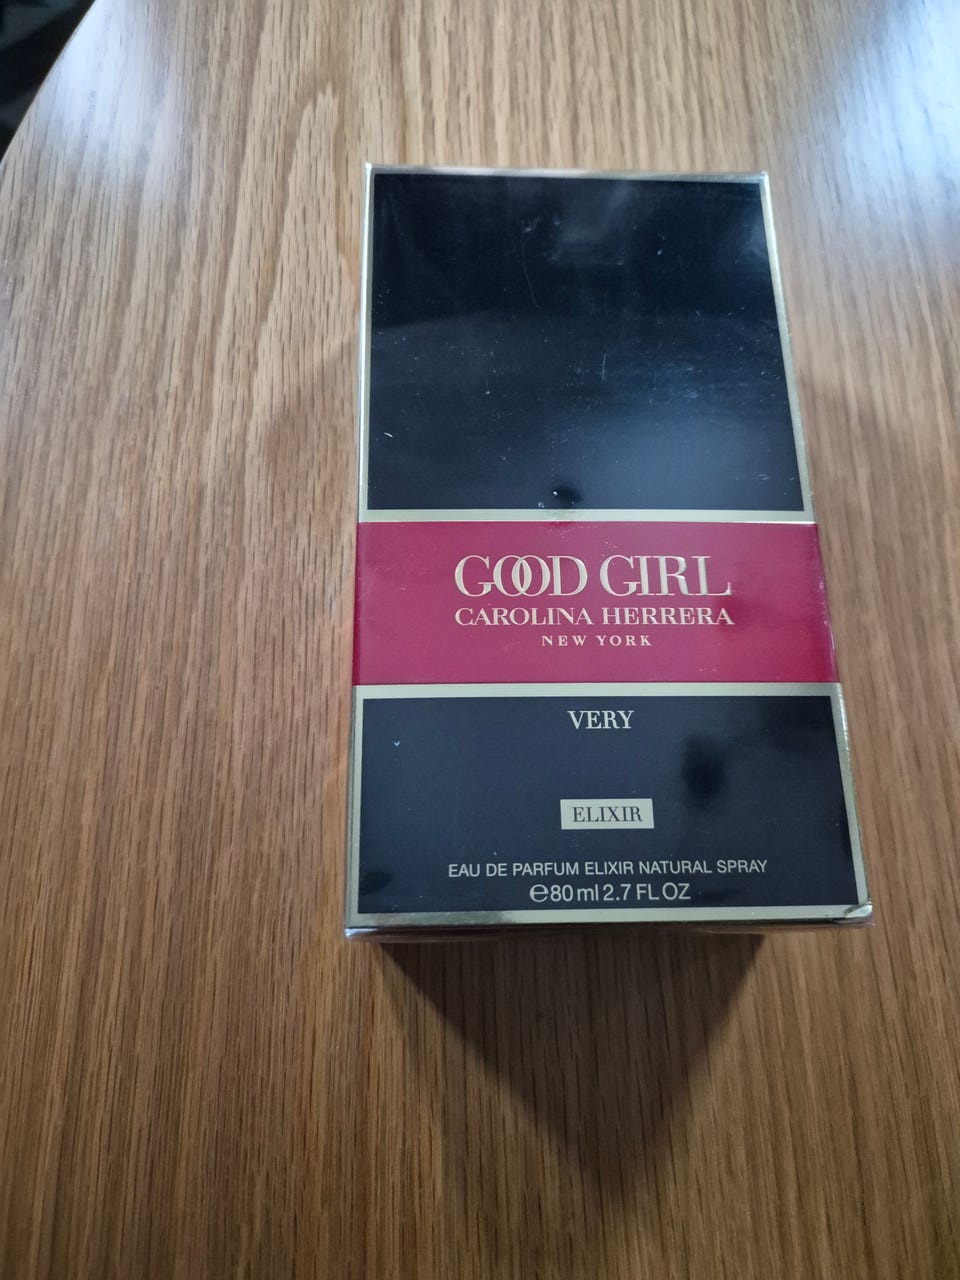 GOOD GIRL
CAROLINA HERRERA
NEW YORK
VERY
ELIXIR
EAU DE PARFUM ELIXIR NATURAL SPRAY
℮80 ml 2.7 FL OZ